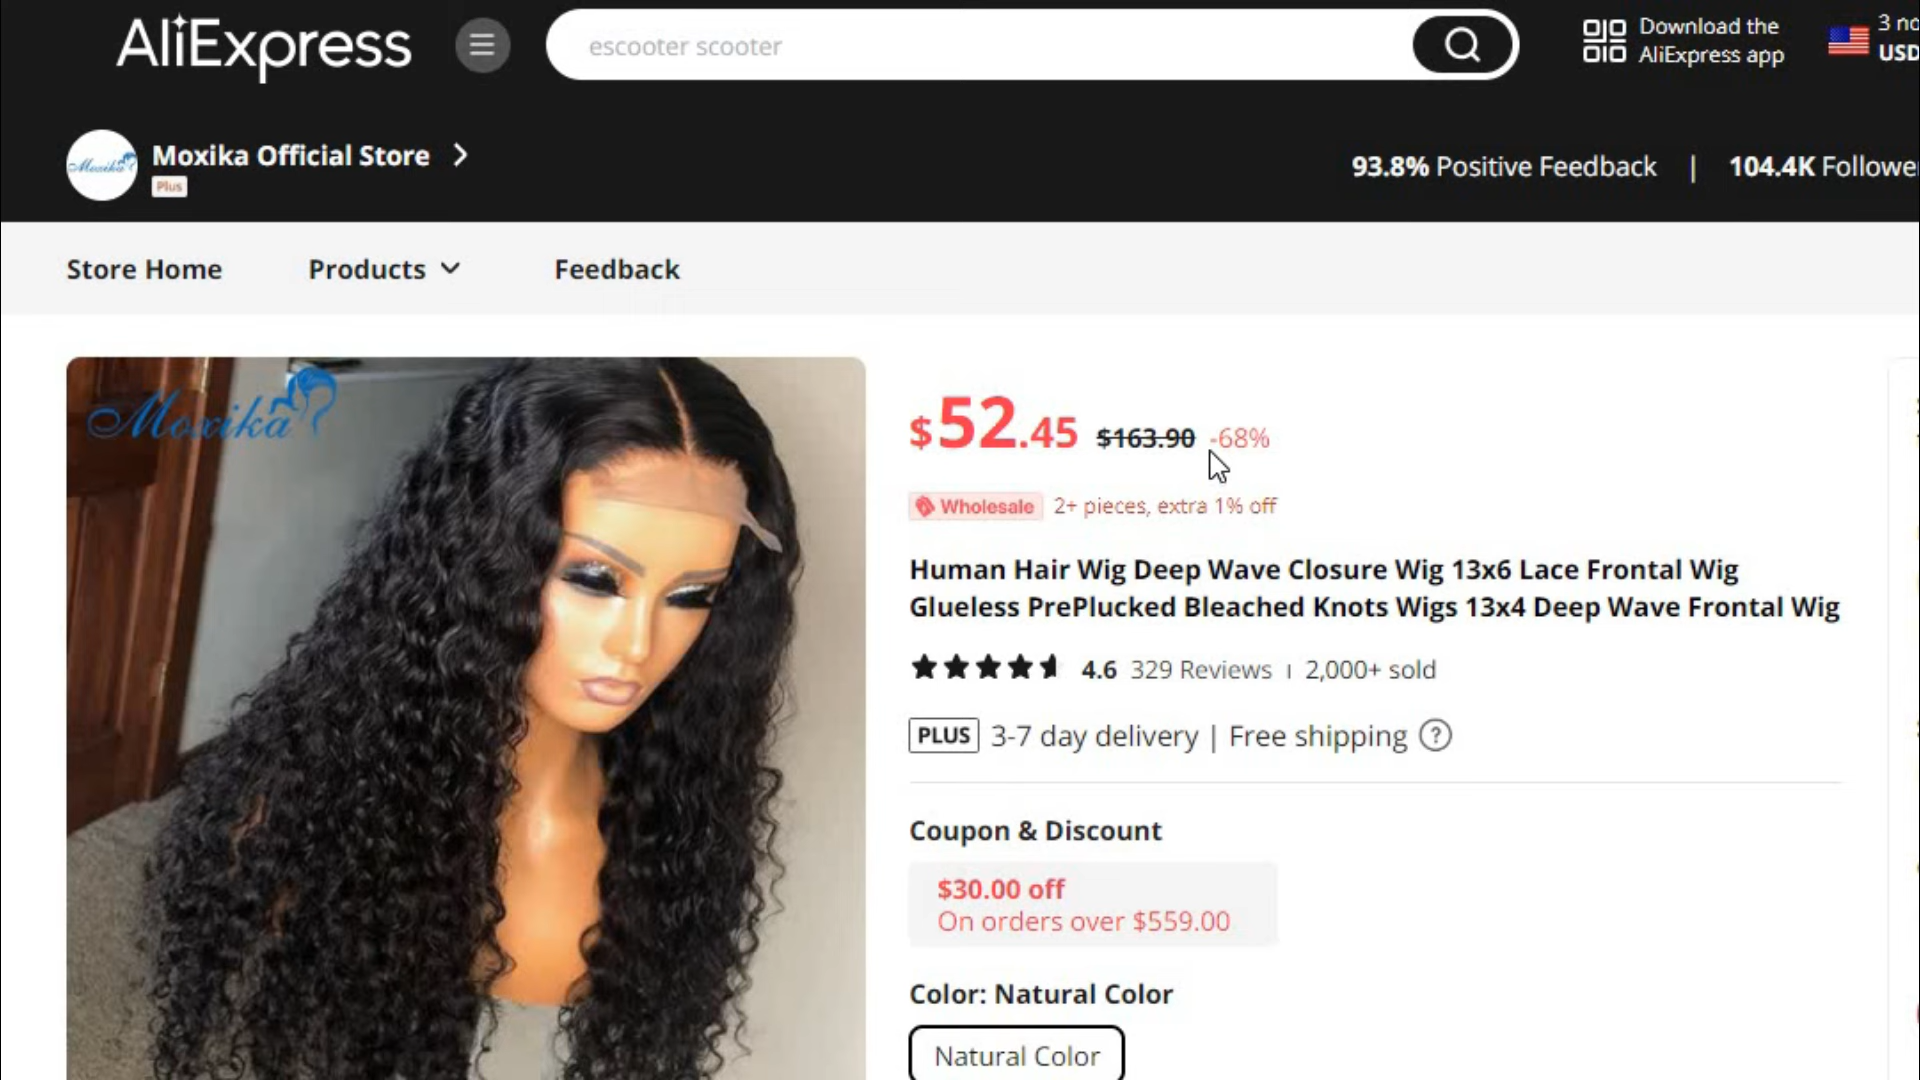 AliExpress
escooter scooter
Download the
AliExpress app
3
USD
Moxika Official Store
Plus
93.8% Positive Feedback | 104.4K
Store Home Products Feedback
Moxika
$52.45 $163.90 -68%
Wholesale 2+ pieces, extra 1% off
Human Hair Wig Deep Wave Closure Wig 13x6 Lace Frontal Wig
Glueless PrePlucked Bleached Knots Wigs 13x4 Deep Wave Frontal Wig
4.6 329 Reviews | 2,000+ sold
PLUS 3-7 day delivery | Free shipping ?
Coupon & Discount
$30.00 off
On orders over $559.00
Color: Natural Color
Natural Color